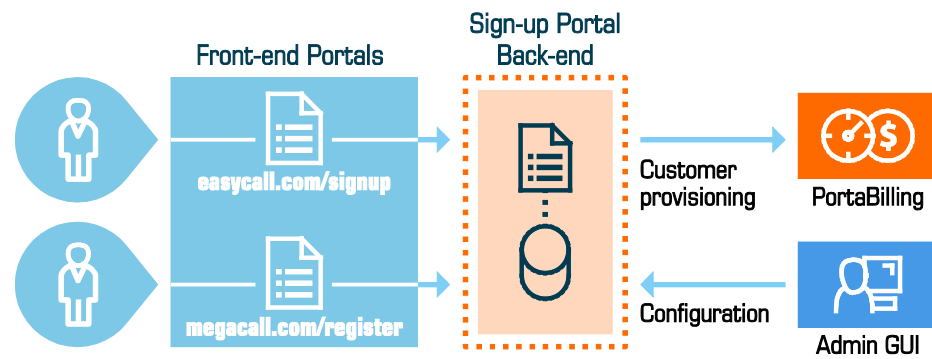 Sign-up Portal
Back-end
Front-end Portals
easycall.com/signup
megacall.com/register
Customer
provisioning
$
PortaBilling
Configuration
Admin GUI